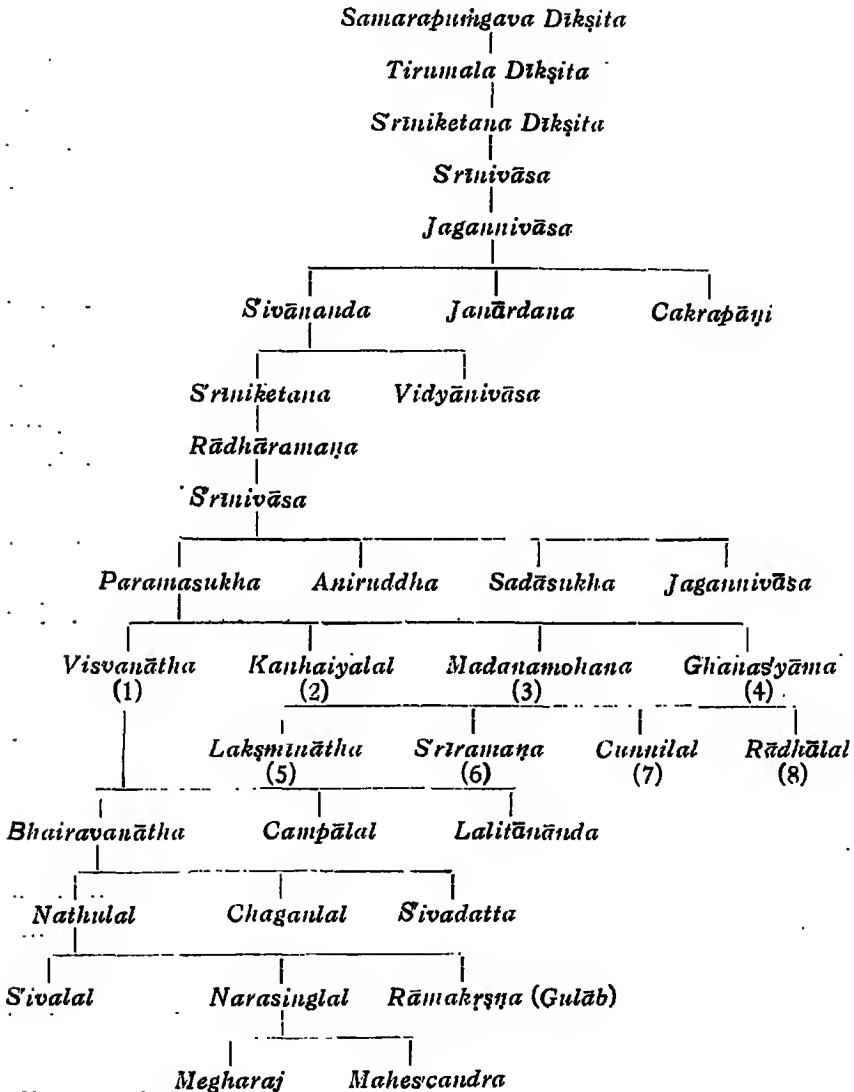 Samarapuṁgava Dīkṣita
Tirumala Dīkṣita
S'rīniketana Dīkṣita
S'rīnivāsa
Jagannivāsa
S'ivānanda Janārdana Cakrapāṇi
S'rīniketana Vidyānivāsa
Rādhāramaṇa
S'rīnivāsa
Paramasukha Aniruddha Sadāsukha Jagannivāsa
Visvanātha Kanhaiyalal Madanamohana Ghanas'yāma
(1) (2) (3) (4)
Lakṣmīnātha S'rīramaṇa Cunnilal Rādhālal
(5) (6) (7) (8)
Bhairavanātha Campālal Lalitānānda
Nathulal Chaganlal S'ivadatta
S'ivalal Narasinglal Rāmakṛṣṇa (Gulāb)
Megharaj Mahes'candra